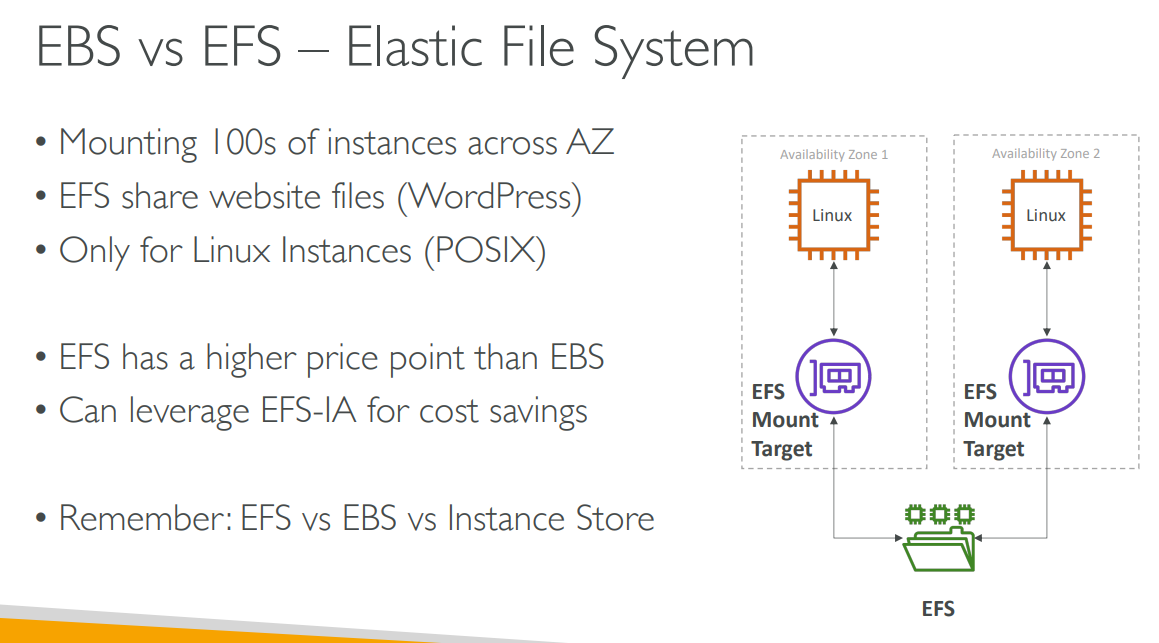 EBS vs EFS – Elastic File System
• Mounting 100s of instances across AZ
• EFS share website files (WordPress)
• Only for Linux Instances (POSIX)
• EFS has a higher price point than EBS
• Can leverage EFS-IA for cost savings
• Remember: EFS vs EBS vs Instance Store
Availability Zone 1
Linux
EFS
Mount
Target
Availability Zone 2
Linux
EFS
Mount
Target
EFS